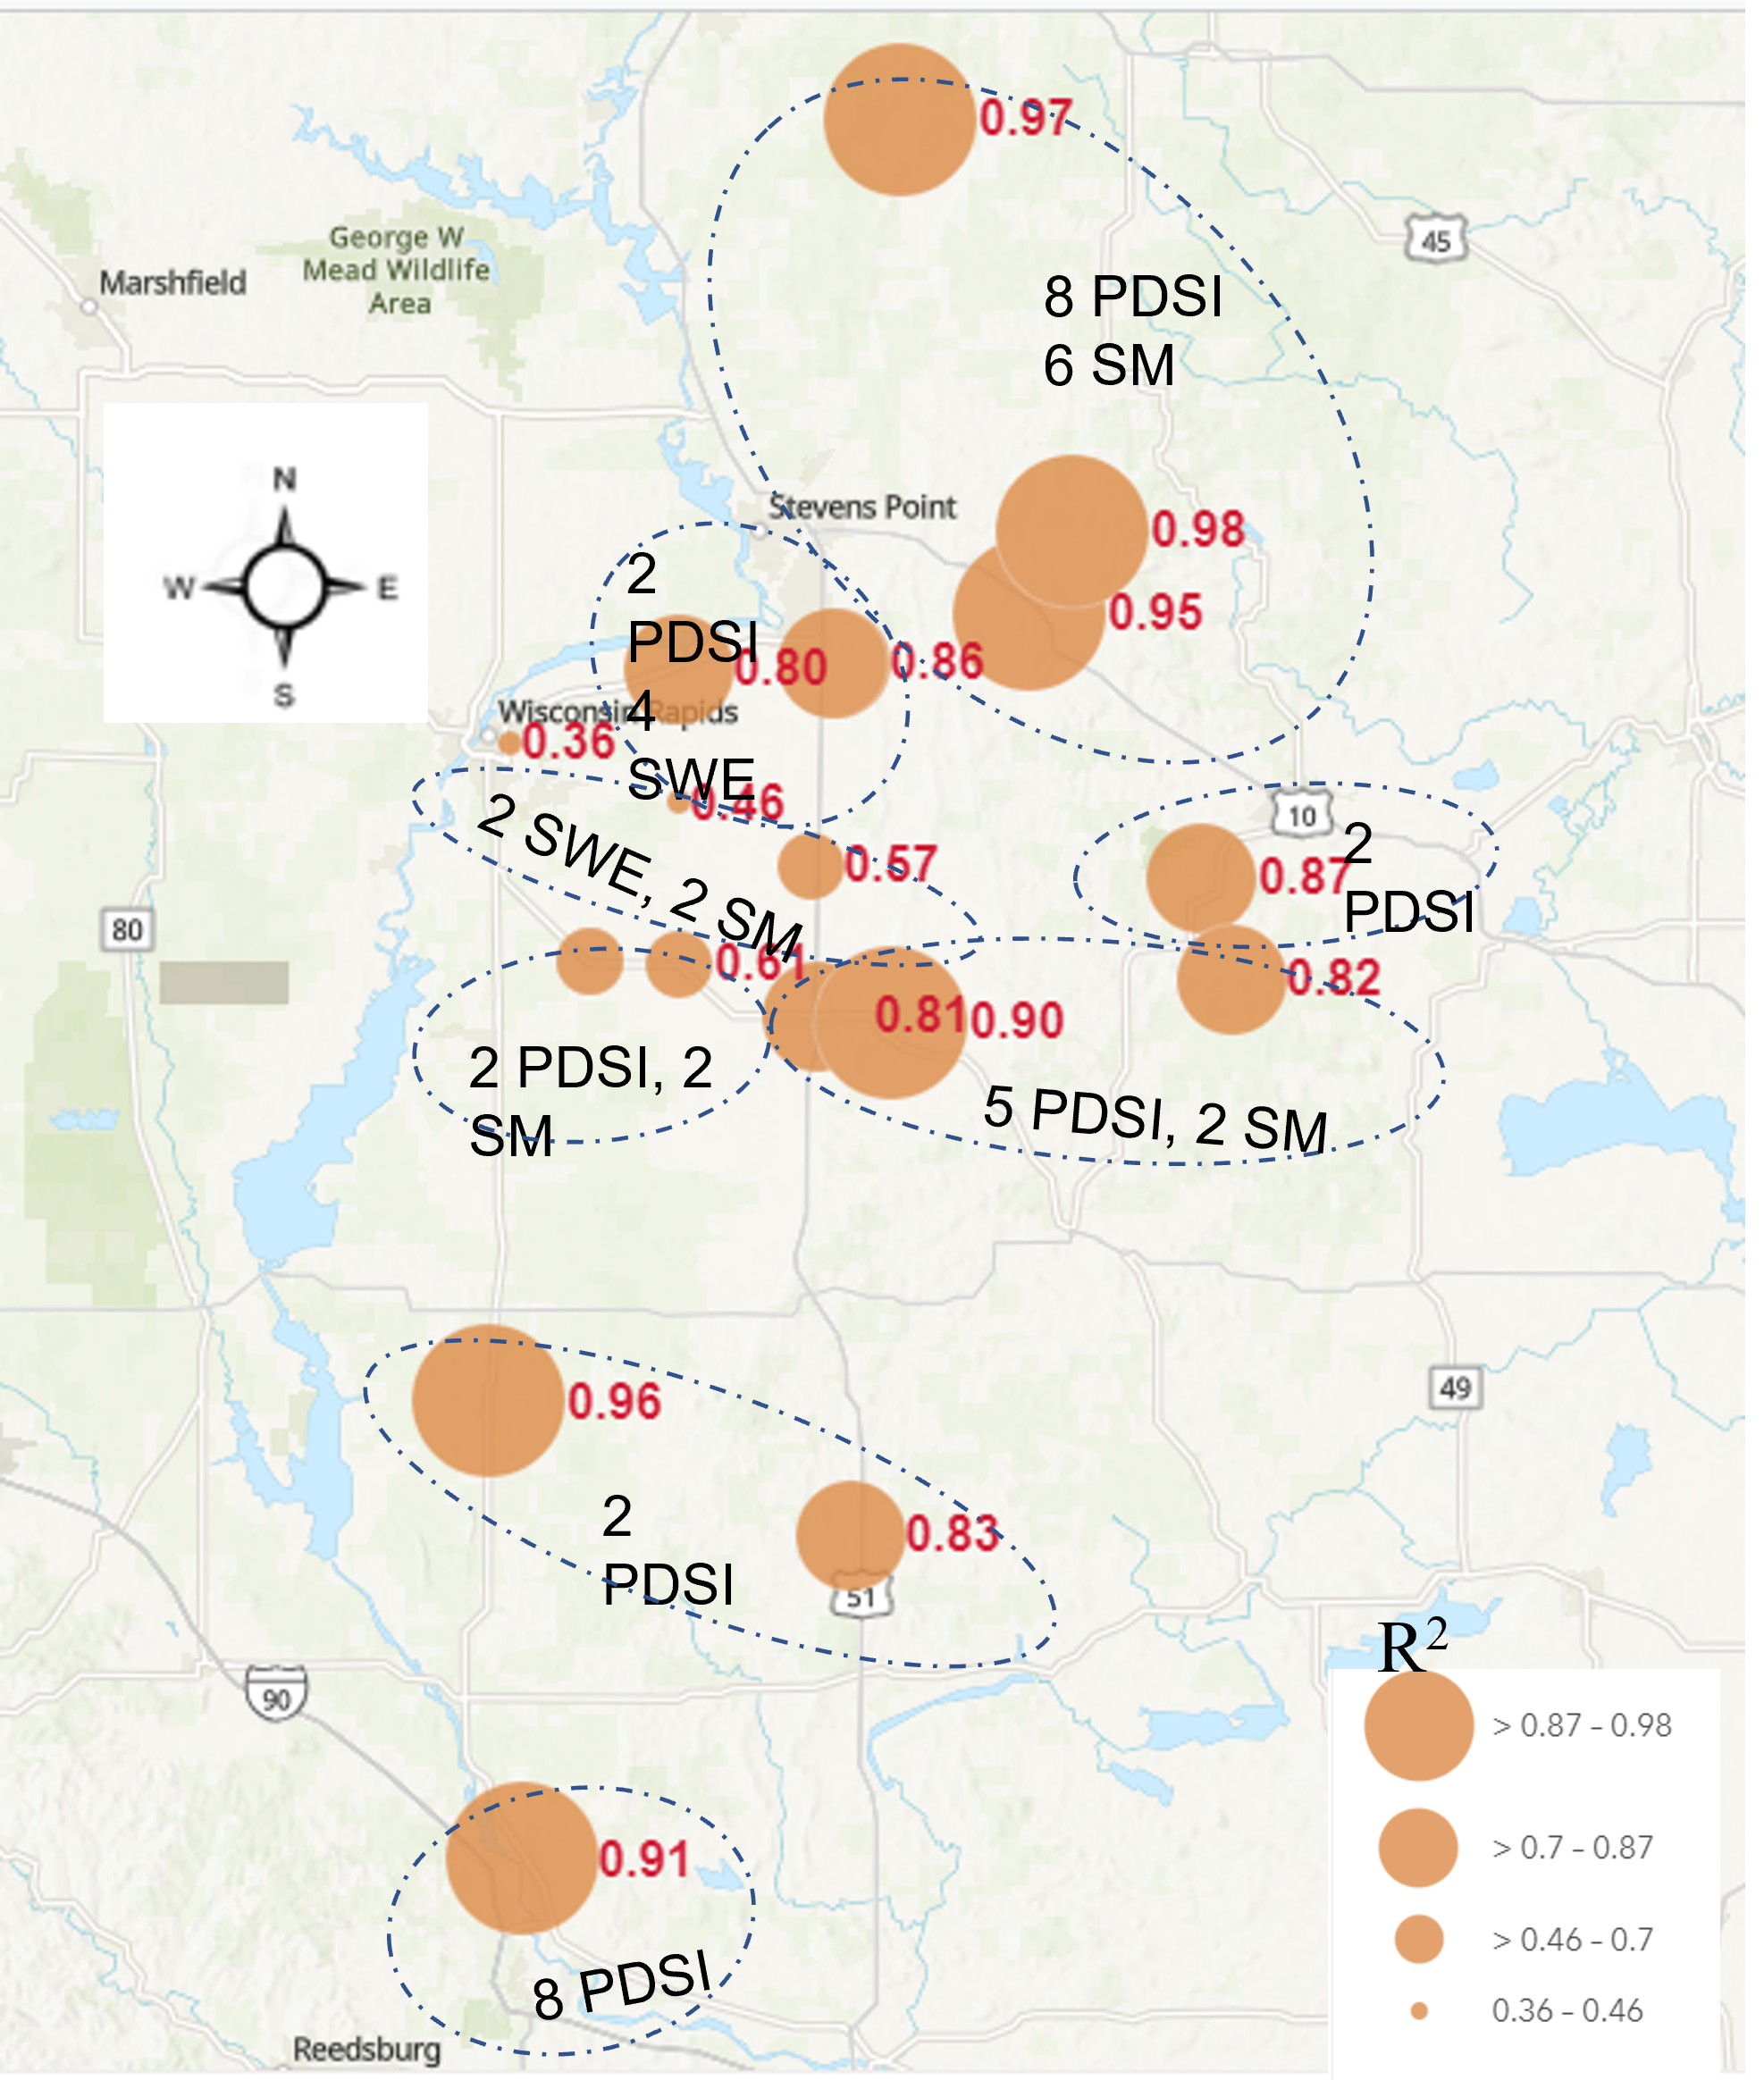 0.97
George W
Mead Wildlife
Area
Marshfield
45
8 PDSI
6 SM
N
W
E
S
Stevens Point
0.98
0.95
2
PDSI
4
SWE
0.80
0.86
Wisconsin Rapids
0.36
0.46
2 SWE, 2 SM
0.57
10
0.87
2
PDSI
80
0.61
0.82
0.81
0.90
2 PDSI, 2
SM
5 PDSI, 2 SM
0.96
49
2
PDSI
0.83
51
90
R²
> 0.87 - 0.98
> 0.7 - 0.87
> 0.46 - 0.7
0.36 - 0.46
0.91
8 PDSI
Reedsburg